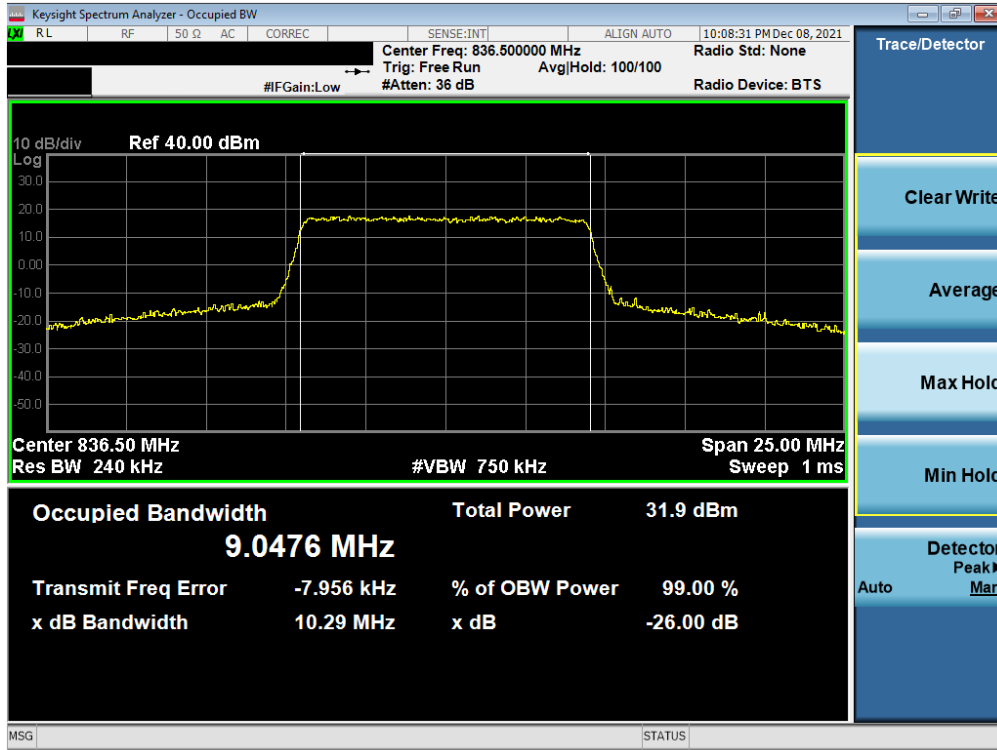 Keysight Spectrum Analyzer - Occupied BW
LXI RL RF 50 Ω AC CORREC SENSE:INT ALIGN AUTO 10:08:31 PM Dec 08, 2021
Center Freq: 836.500000 MHz Radio Std: None
Trig: Free Run Avg|Hold: 100/100
#IFGain:Low #Atten: 36 dB Radio Device: BTS
Trace/Detector
10 dB/div Ref 40.00 dBm
Log
30.0
20.0
10.0
0.00
-10.0
-20.0
-30.0
-40.0
-50.0
Center 836.50 MHz Span 25.00 MHz
Res BW 240 kHz #VBW 750 kHz Sweep 1 ms
Occupied Bandwidth Total Power 31.9 dBm
9.0476 MHz
Transmit Freq Error -7.956 kHz % of OBW Power 99.00 %
x dB Bandwidth 10.29 MHz x dB -26.00 dB
Clear Write
Average
Max Hold
Min Hold
Detector
Peak
Auto Man
MSG STATUS